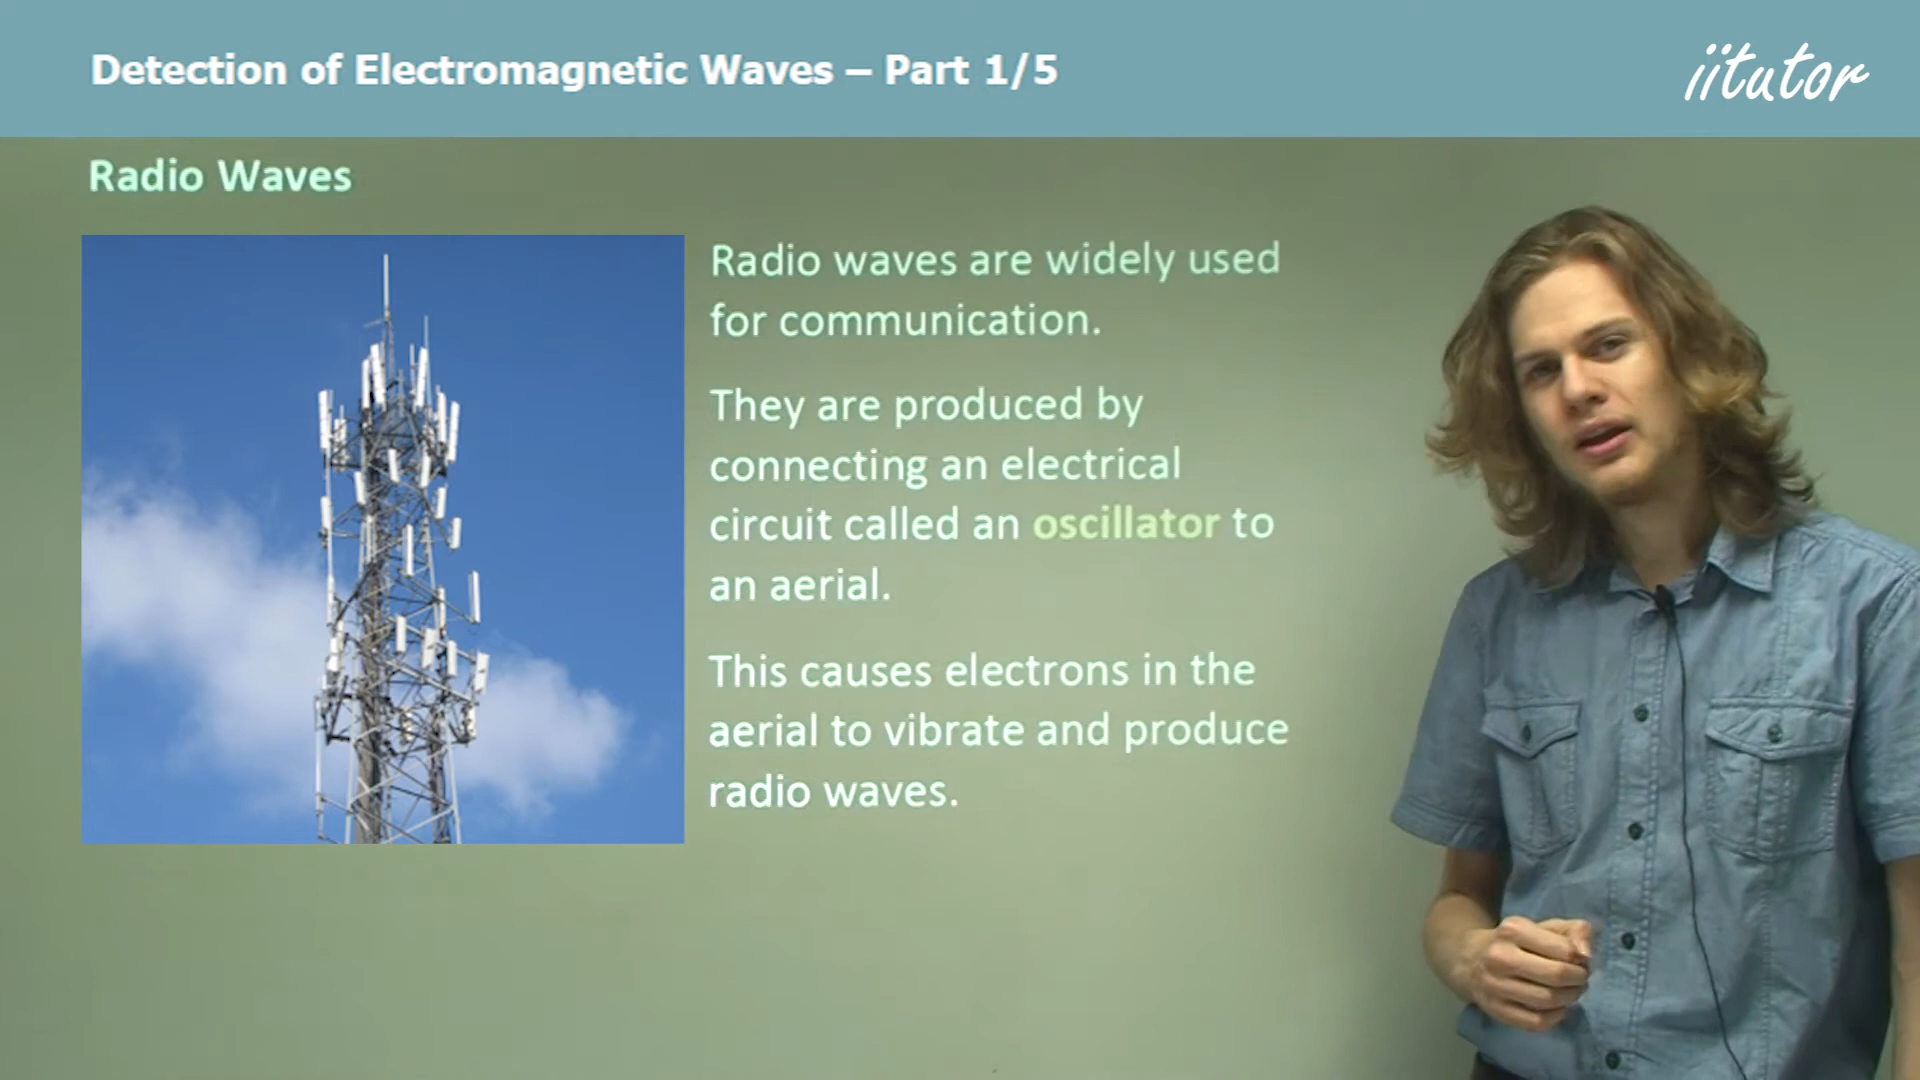 Detection of Electromagnetic Waves – Part 1/5
iitutor
Radio Waves
Radio waves are widely used
for communication.
They are produced by
connecting an electrical
circuit called an oscillator to
an aerial.
This causes electrons in the
aerial to vibrate and produce
radio waves.